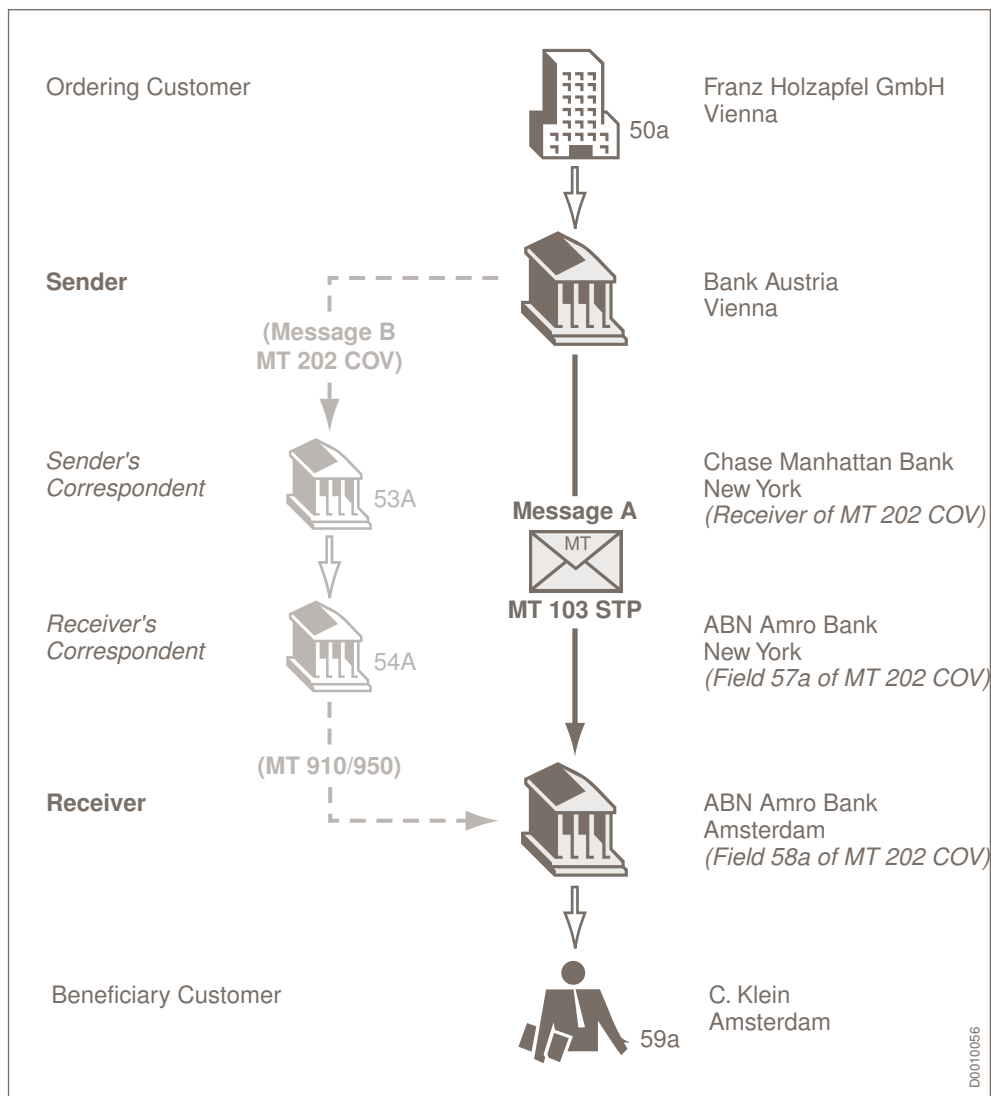 Ordering Customer
50a
Franz Holzapfel GmbH
Vienna
Sender
Bank Austria
Vienna
(Message B
MT 202 COV)
Sender's
Correspondent
53A
Chase Manhattan Bank
New York
(Receiver of MT 202 COV)
Message A
MT
MT 103 STP
Receiver's
Correspondent
54A
ABN Amro Bank
New York
(Field 57a of MT 202 COV)
(MT 910/950)
Receiver
ABN Amro Bank
Amsterdam
(Field 58a of MT 202 COV)
Beneficiary Customer
59a
C. Klein
Amsterdam
D0010056